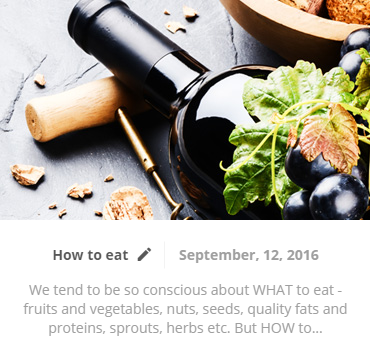 How to eat
September, 12, 2016
We tend to be so conscious about WHAT to eat -
fruits and vegetables, nuts, seeds, quality fats and
proteins, sprouts, herbs etc. But HOW to...